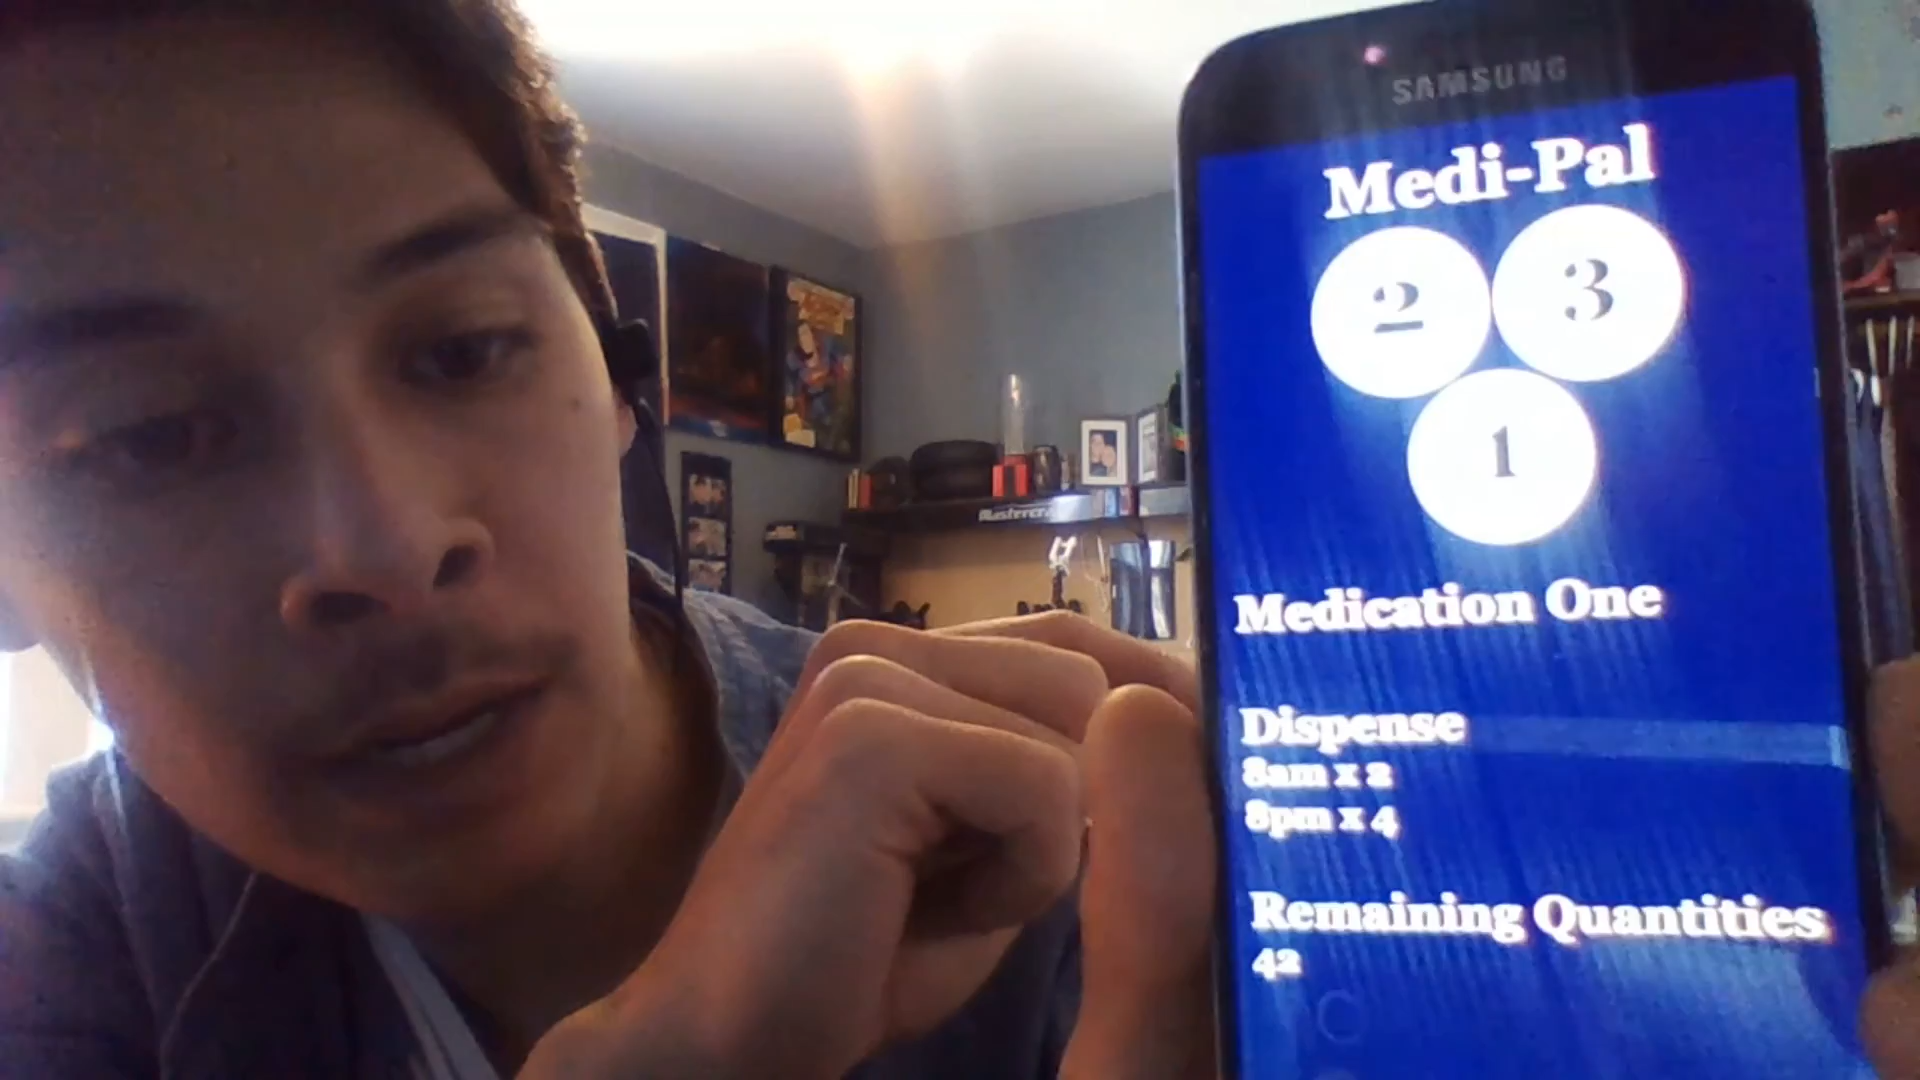 SAMSUNG
Medi-Pal
2
3
1
Medication One
Dispense
8am x 2
8pm x 4
Remaining Quantities
42